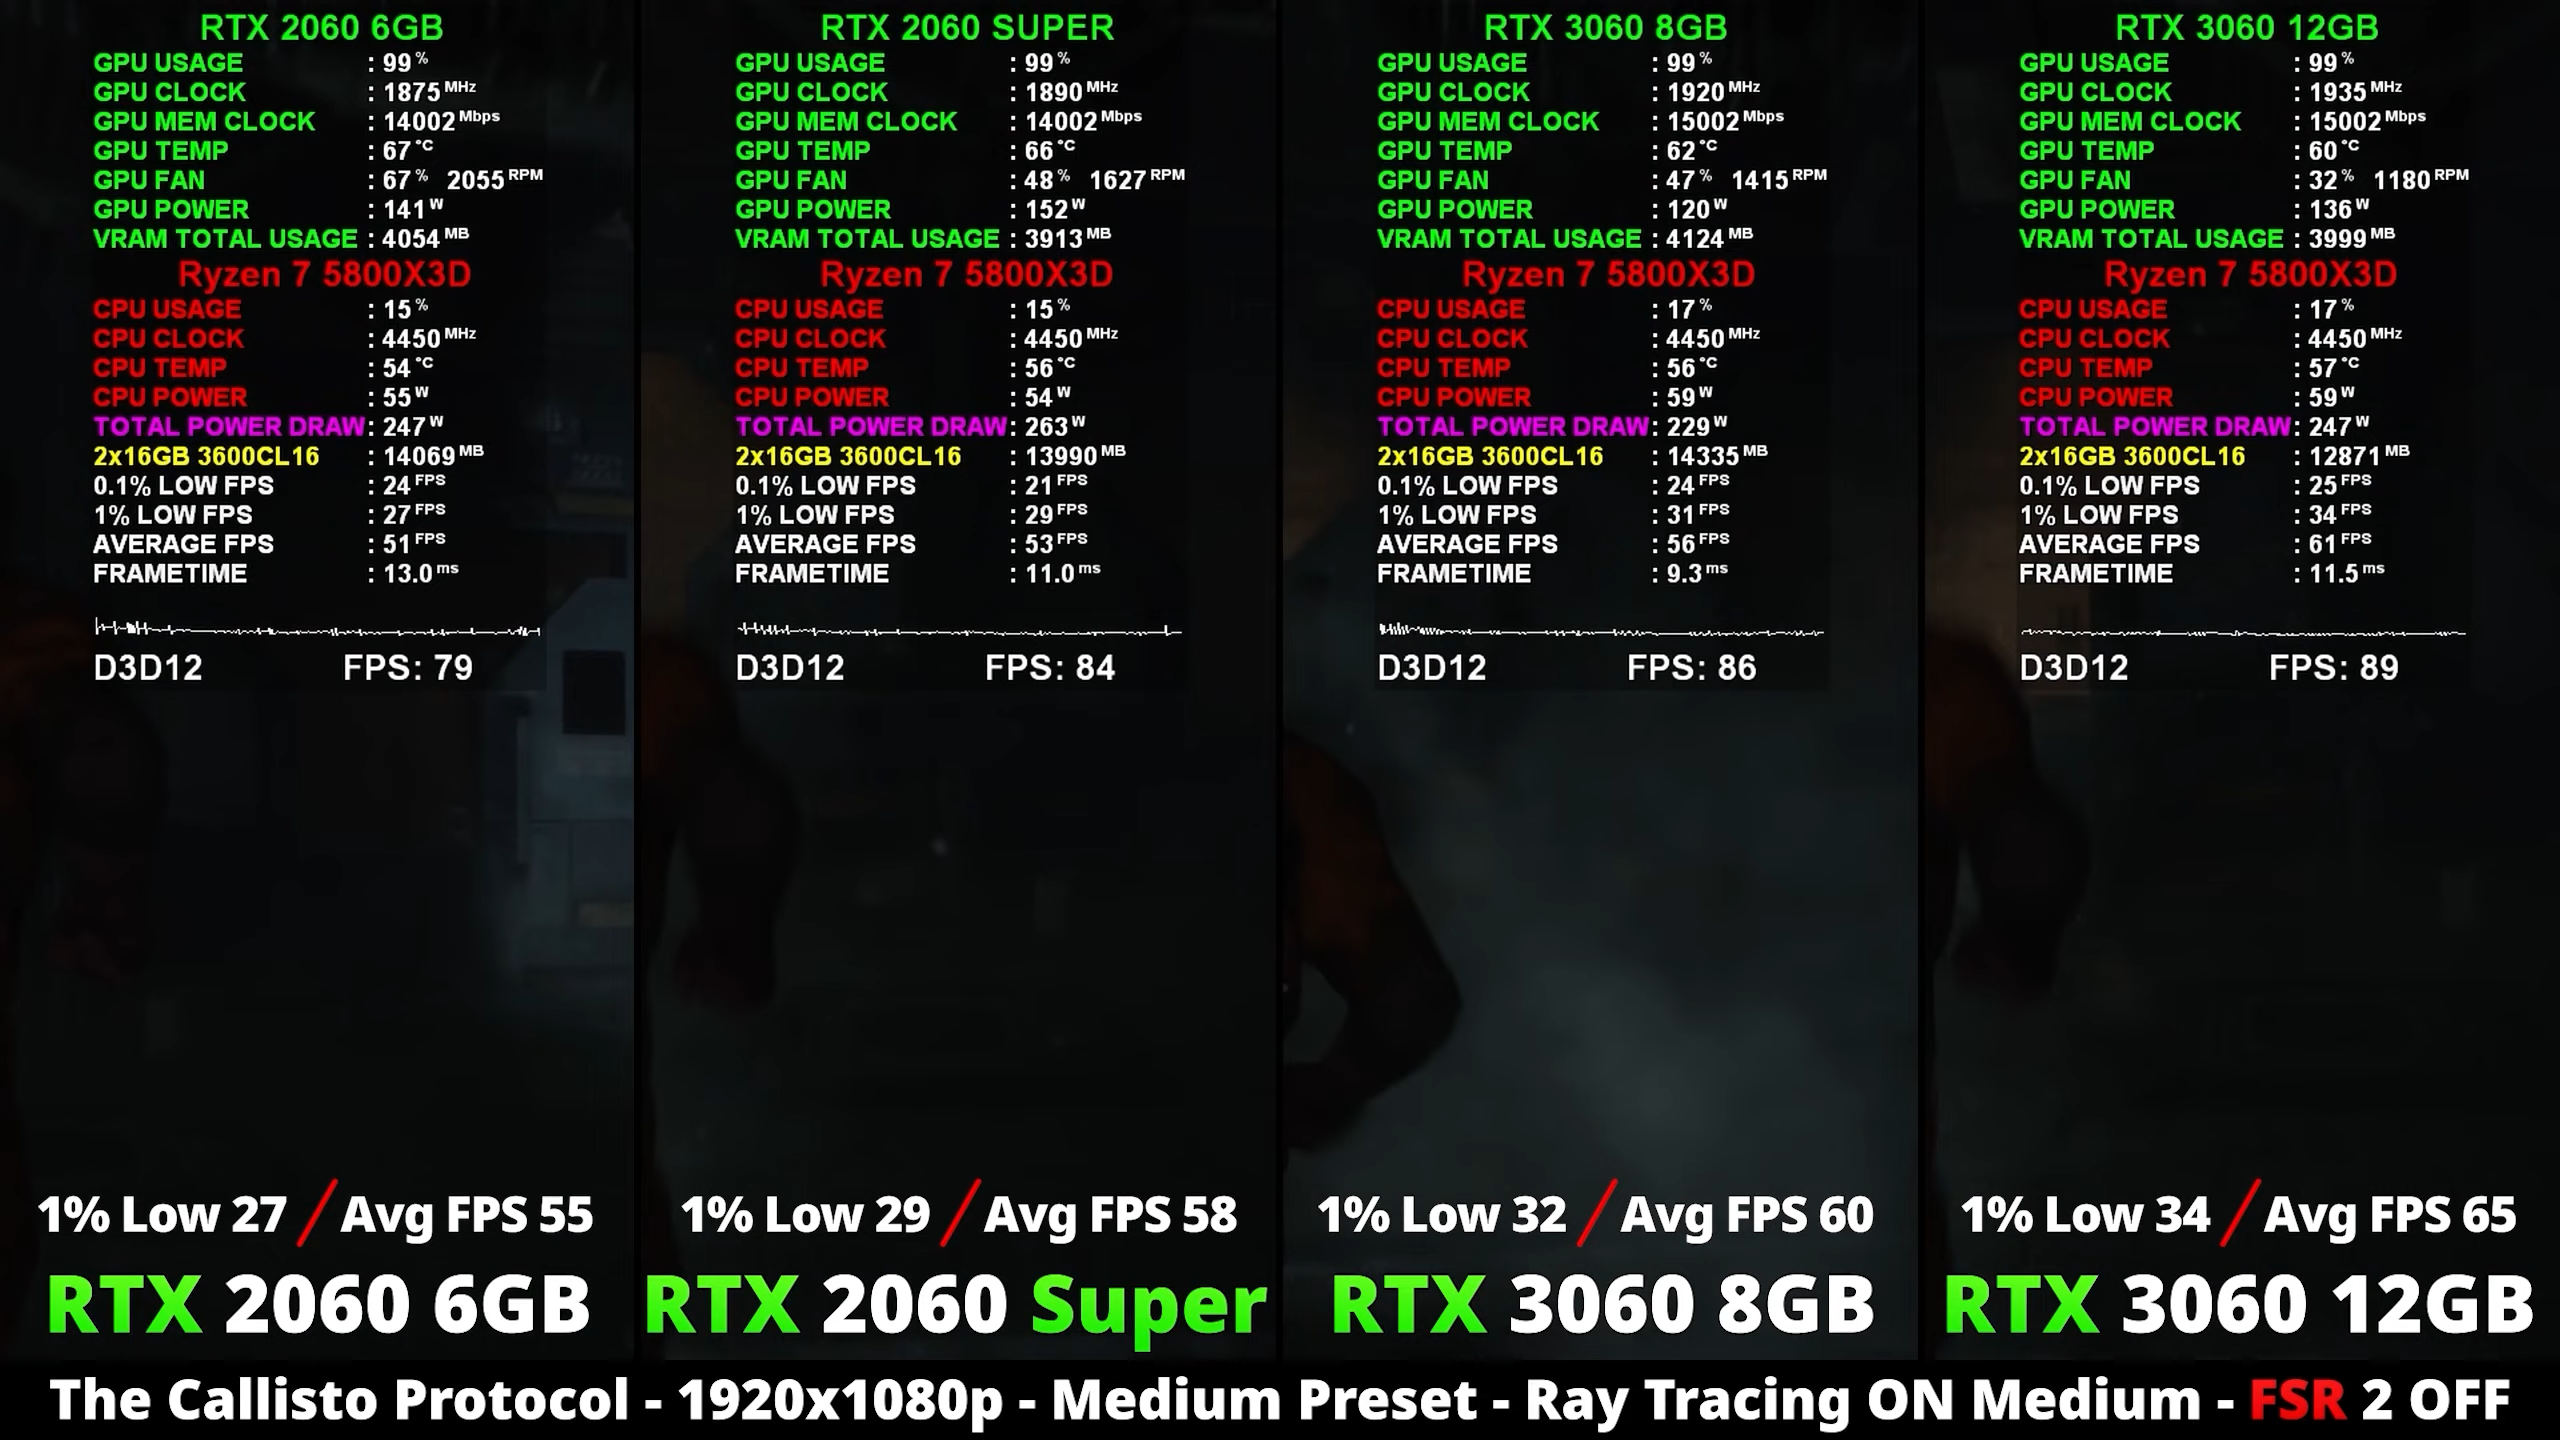 RTX 2060 6GB
GPU USAGE : 99 %
GPU CLOCK : 1875 MHz
GPU MEM CLOCK : 14002 Mbps
GPU TEMP : 67 °C
GPU FAN : 67 % 2055 RPM
GPU POWER : 141 W
VRAM TOTAL USAGE : 4054 MB
Ryzen 7 5800X3D
CPU USAGE : 15 %
CPU CLOCK : 4450 MHz
CPU TEMP : 54 °C
CPU POWER : 55 W
TOTAL POWER DRAW : 247 W
2x16GB 3600CL16 : 14069 MB
0.1% LOW FPS : 24 FPS
1% LOW FPS : 27 FPS
AVERAGE FPS : 51 FPS
FRAMETIME : 13.0 ms
D3D12 FPS: 79
RTX 2060 SUPER
GPU USAGE : 99 %
GPU CLOCK : 1890 MHz
GPU MEM CLOCK : 14002 Mbps
GPU TEMP : 66 °C
GPU FAN : 48 % 1627 RPM
GPU POWER : 152 W
VRAM TOTAL USAGE : 3913 MB
Ryzen 7 5800X3D
CPU USAGE : 15 %
CPU CLOCK : 4450 MHz
CPU TEMP : 56 °C
CPU POWER : 54 W
TOTAL POWER DRAW : 263 W
2x16GB 3600CL16 : 13990 MB
0.1% LOW FPS : 21 FPS
1% LOW FPS : 29 FPS
AVERAGE FPS : 53 FPS
FRAMETIME : 11.0 ms
D3D12 FPS: 84
RTX 3060 8GB
GPU USAGE : 99 %
GPU CLOCK : 1920 MHz
GPU MEM CLOCK : 15002 Mbps
GPU TEMP : 62 °C
GPU FAN : 47 % 1415 RPM
GPU POWER : 120 W
VRAM TOTAL USAGE : 4124 MB
Ryzen 7 5800X3D
CPU USAGE : 17 %
CPU CLOCK : 4450 MHz
CPU TEMP : 56 °C
CPU POWER : 59 W
TOTAL POWER DRAW : 229 W
2x16GB 3600CL16 : 14335 MB
0.1% LOW FPS : 24 FPS
1% LOW FPS : 31 FPS
AVERAGE FPS : 56 FPS
FRAMETIME : 9.3 ms
D3D12 FPS: 86
RTX 3060 12GB
GPU USAGE : 99 %
GPU CLOCK : 1935 MHz
GPU MEM CLOCK : 15002 Mbps
GPU TEMP : 60 °C
GPU FAN : 32 % 1180 RPM
GPU POWER : 136 W
VRAM TOTAL USAGE : 3999 MB
Ryzen 7 5800X3D
CPU USAGE : 17 %
CPU CLOCK : 4450 MHz
CPU TEMP : 57 °C
CPU POWER : 59 W
TOTAL POWER DRAW : 247 W
2x16GB 3600CL16 : 12871 MB
0.1% LOW FPS : 25 FPS
1% LOW FPS : 34 FPS
AVERAGE FPS : 61 FPS
FRAMETIME : 11.5 ms
D3D12 FPS: 89
1% Low 27 / Avg FPS 55
RTX 2060 6GB
1% Low 29 / Avg FPS 58
RTX 2060 Super
1% Low 32 / Avg FPS 60
RTX 3060 8GB
1% Low 34 / Avg FPS 65
RTX 3060 12GB
The Callisto Protocol - 1920x1080p - Medium Preset - Ray Tracing ON Medium - FSR 2 OFF